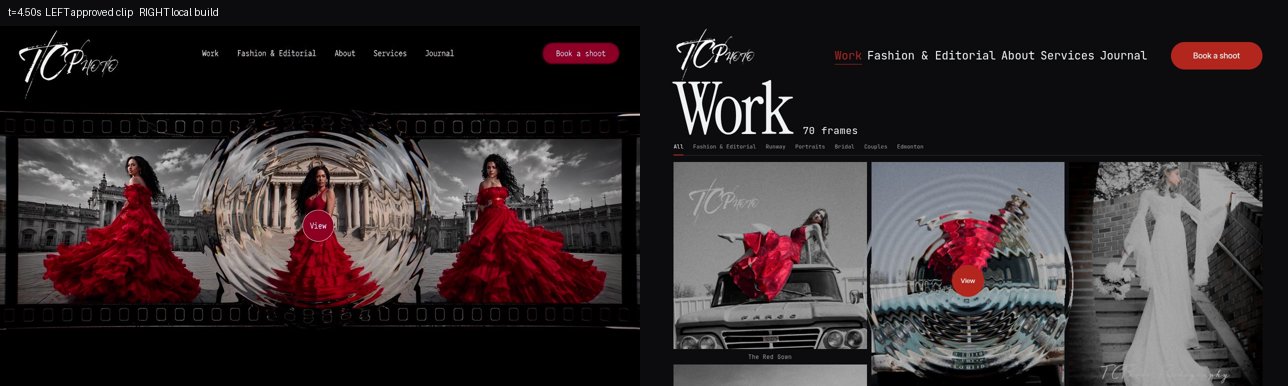 t=4.50s LEFT approved clip RIGHT local build
TCPHOTO
Work Fashion & Editorial About Services Journal
Book a shoot
View
TCPHOTO
Work Fashion & Editorial About Services Journal
Book a shoot
Work 70 frames
All Fashion & Editorial Runway Portraits Bridal Couples Edmonton
TCPHOTO
DODGE
View
The Red Gown